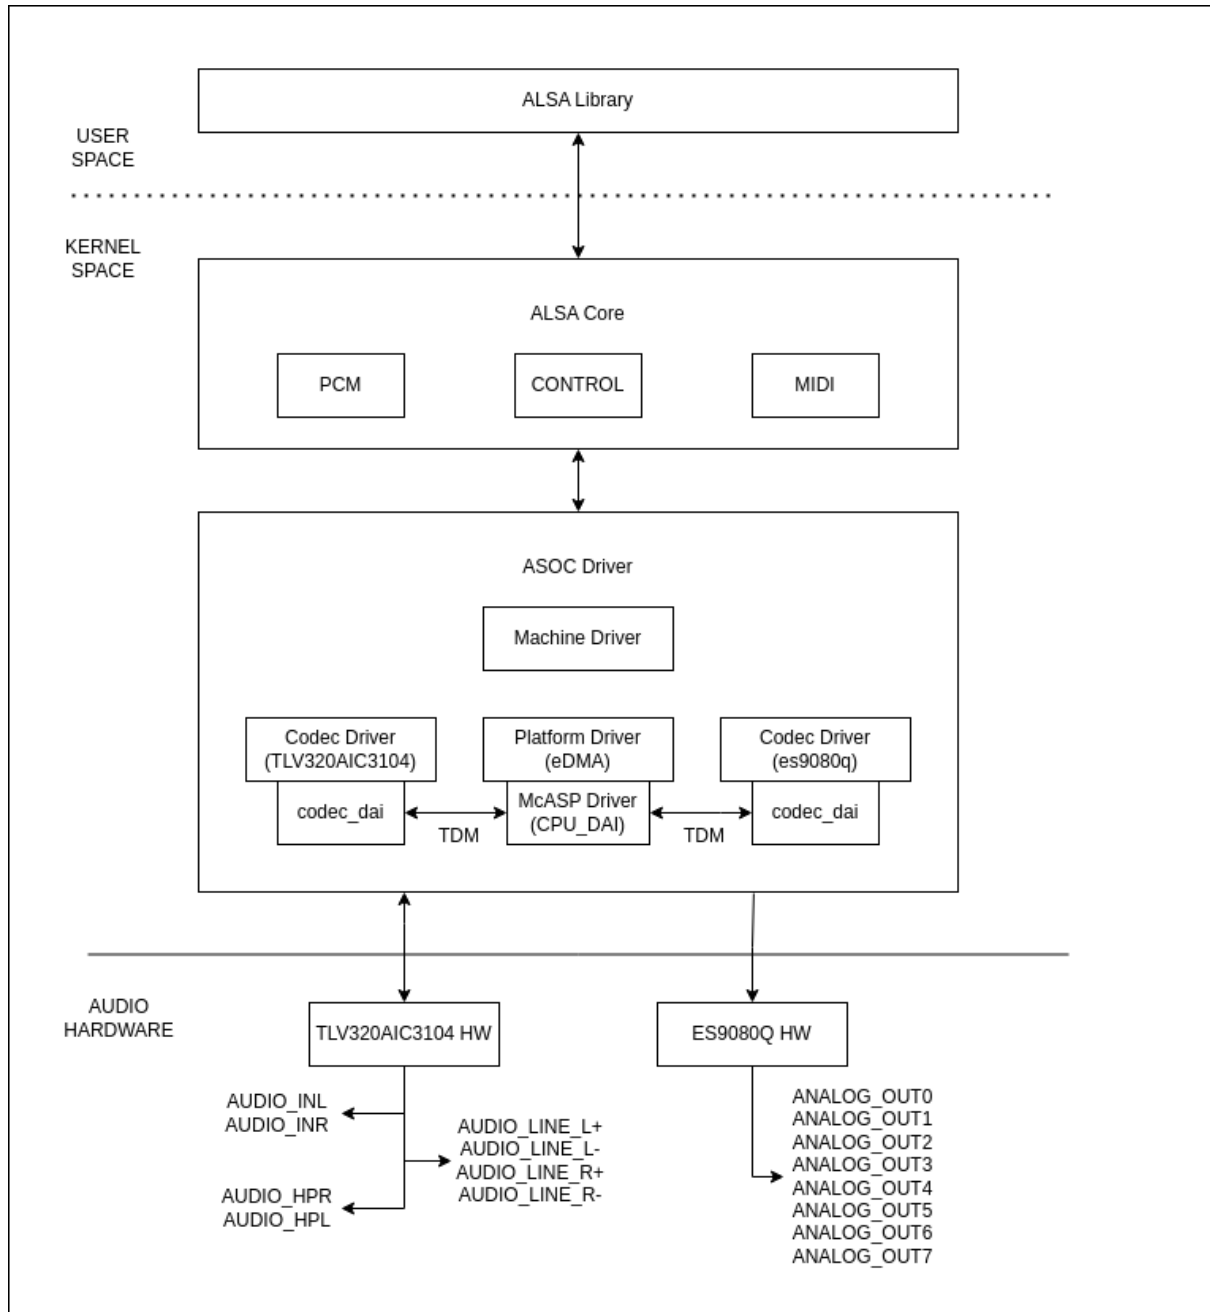 ALSA Library
USER
SPACE
KERNEL
SPACE
ALSA Core
PCM
CONTROL
MIDI
ASOC Driver
Machine Driver
Codec Driver
(TLV320AIC3104)
codec_dai
Platform Driver
(eDMA)
McASP Driver
(CPU_DAI)
Codec Driver
(es9080q)
codec_dai
TDM
TDM
AUDIO
HARDWARE
TLV320AIC3104 HW
ES9080Q HW
AUDIO_INL
AUDIO_INR
AUDIO_LINE_L+
AUDIO_LINE_L-
AUDIO_LINE_R+
AUDIO_LINE_R-
AUDIO_HPR
AUDIO_HPL
ANALOG_OUT0
ANALOG_OUT1
ANALOG_OUT2
ANALOG_OUT3
ANALOG_OUT4
ANALOG_OUT5
ANALOG_OUT6
ANALOG_OUT7